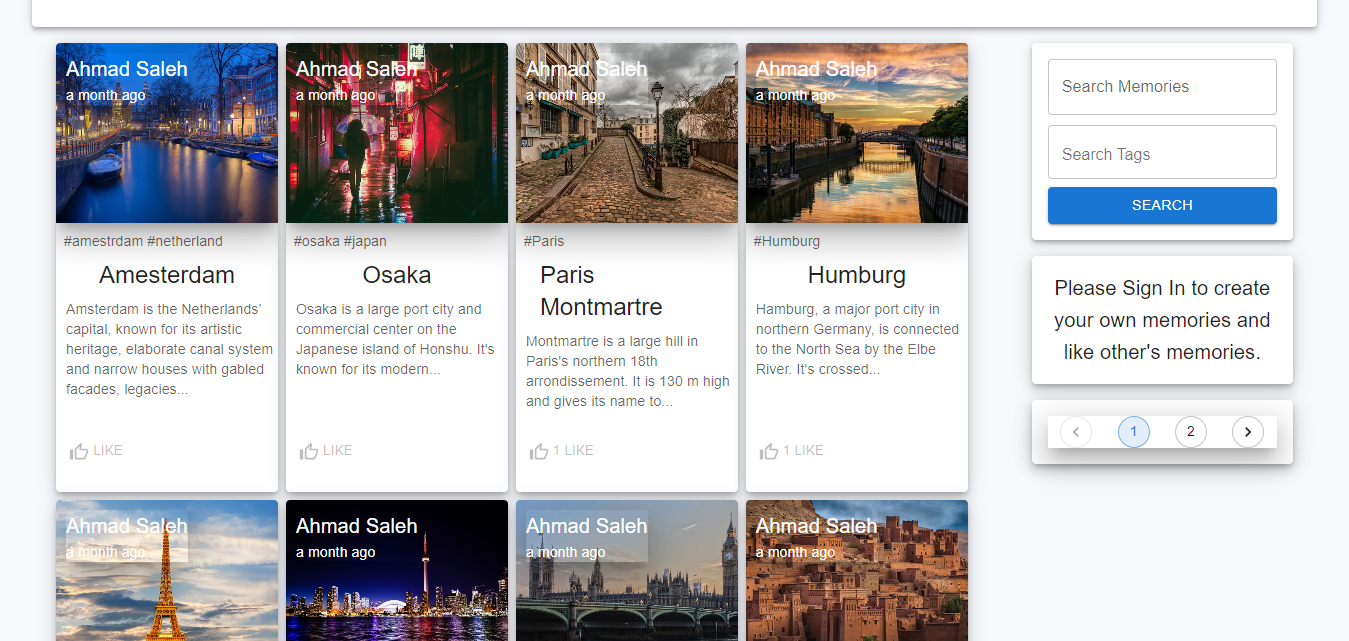 Ahmad Saleh
a month ago
#amestrdam #netherland
Amesterdam
Amsterdam is the Netherlands’
capital, known for its artistic
heritage, elaborate canal system
and narrow houses with gabled
facades, legacies...
LIKE
Ahmad Saleh
a month ago
#osaka #japan
Osaka
Osaka is a large port city and
commercial center on the
Japanese island of Honshu. It's
known for its modern...
LIKE
Ahmad Saleh
a month ago
#Paris
Paris
Montmartre
Montmartre is a large hill in
Paris's northern 18th
arrondissement. It is 130 m high
and gives its name to...
1 LIKE
Ahmad Saleh
a month ago
#Humburg
Humburg
Hamburg, a major port city in
northern Germany, is connected
to the North Sea by the Elbe
River. It's crossed...
1 LIKE
Ahmad Saleh
a month ago
Ahmad Saleh
a month ago
Ahmad Saleh
a month ago
Ahmad Saleh
a month ago
Search Memories
Search Tags
SEARCH
Please Sign In to create
your own memories and
like other's memories.
1 2